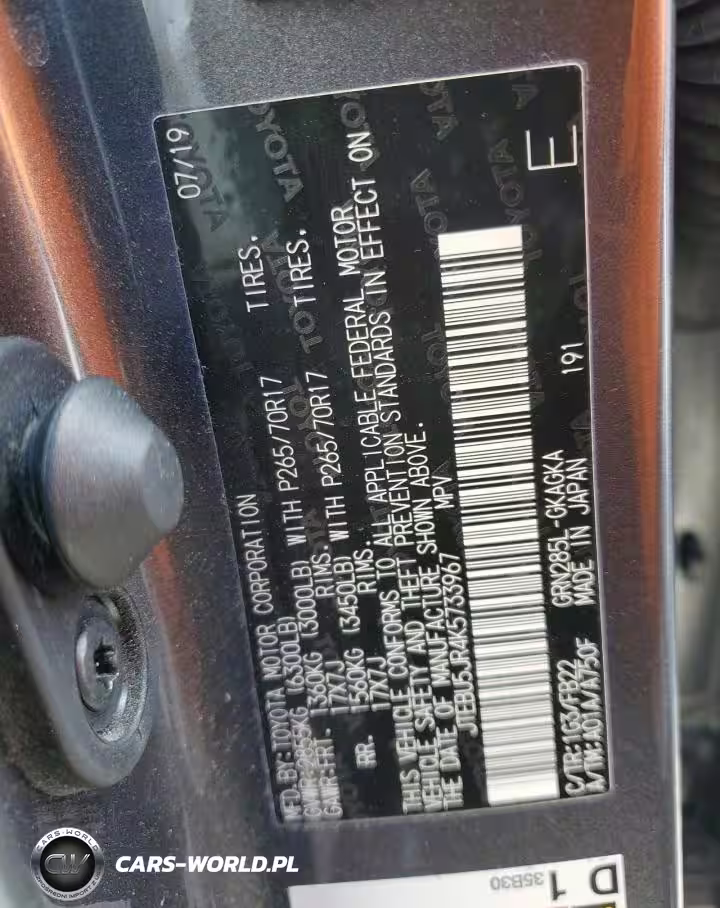 MFD.BY:TOYOTA MOTOR CORPORATION 07/19
GVWR:2855KG (6300LB)
GAWR:FRT. 1360KG (3000LB) WITH P265/70R17 TIRES.
17X7J RIMS.
RR. 1560KG (3450LB) WITH P265/70R17 TIRES.
17X7J RIMS.
THIS VEHICLE CONFORMS TO ALL APPLICABLE FEDERAL MOTOR
VEHICLE SAFETY AND THEFT PREVENTION STANDARDS IN EFFECT ON
THE DATE OF MANUFACTURE SHOWN ABOVE.
JTEBU5JR4K5733967 MPV
C/TR:1G3/FB22 GRN285L-GKAGKA 191
A/TM:A01A/A750F MADE IN JAPAN
E
35B30
D
1
CARS-WORLD
CW
CARS-WORLD.PL